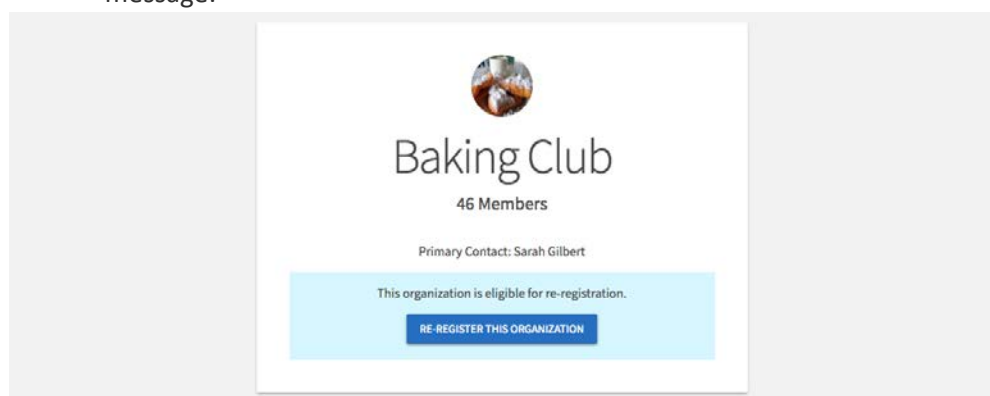 message.
Baking Club
46 Members
Primary Contact: Sarah Gilbert
This organization is eligible for re-registration.
RE-REGISTER THIS ORGANIZATION